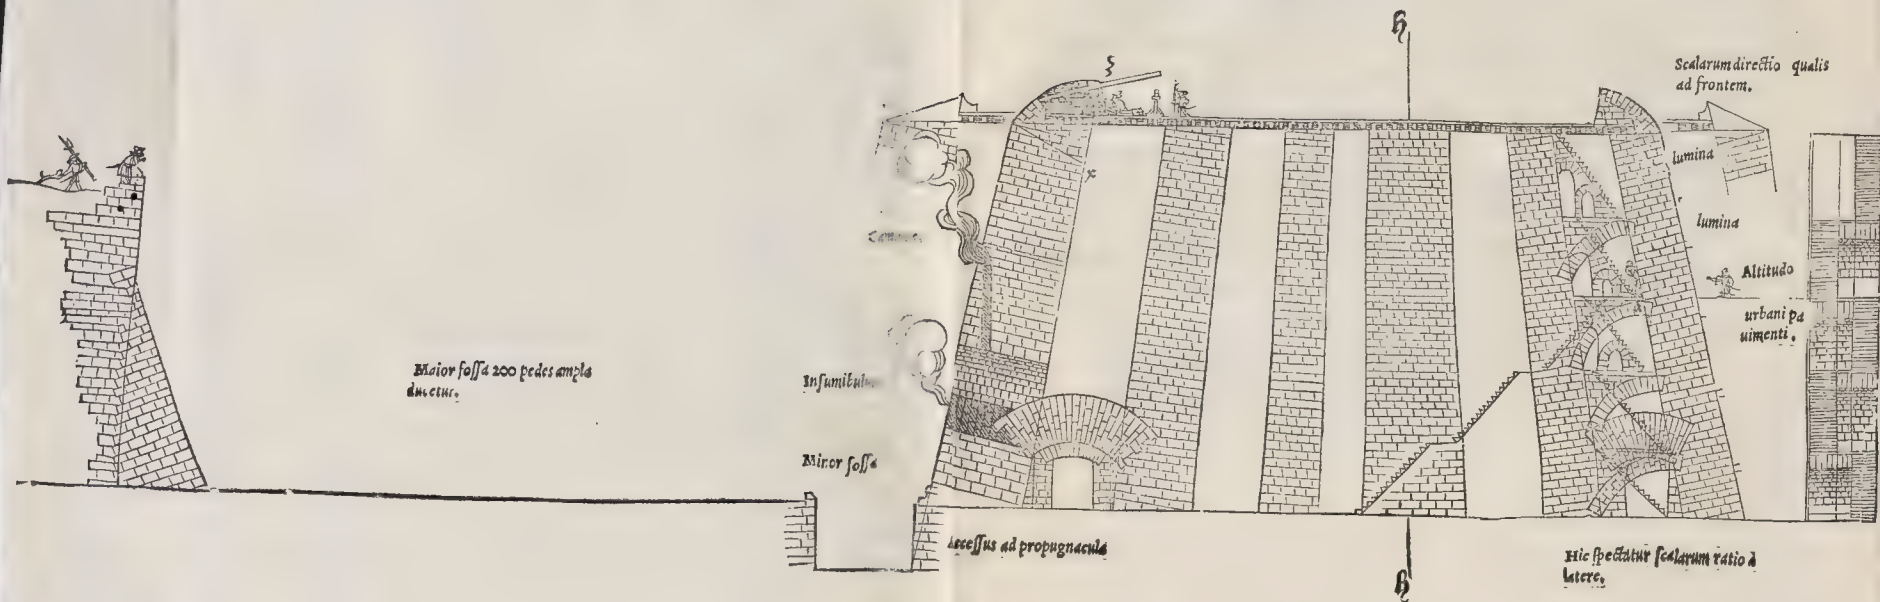 ɧ
Scalarum directio qualis
ad frontem.
ξ
lumina
x
lumina
Altitudo
urbani pa
uimenti.
Maior fossa 200 pedes ampla
ducetur.
Minor fossa
Accessus ad propugnacula
Hic spectatur scalarum ratio à
latere.
ɧ